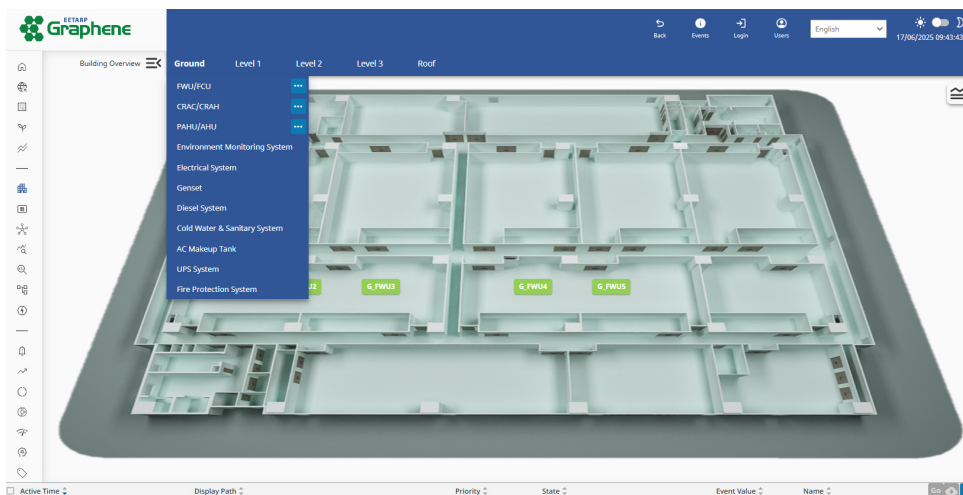 EETARP
Graphene
Back
Events
Login
Users
English
17/06/2025 09:43:43
Building Overview
Ground
Level 1
Level 2
Level 3
Roof
FWU/FCU
CRAC/CRAH
PAHU/AHU
Environment Monitoring System
Electrical System
Genset
Diesel System
Cold Water & Sanitary System
AC Makeup Tank
UPS System
Fire Protection System
U2
G_FWU3
G_FWU4
G_FWU5
Active Time
Display Path
Priority
State
Event Value
Name
Go